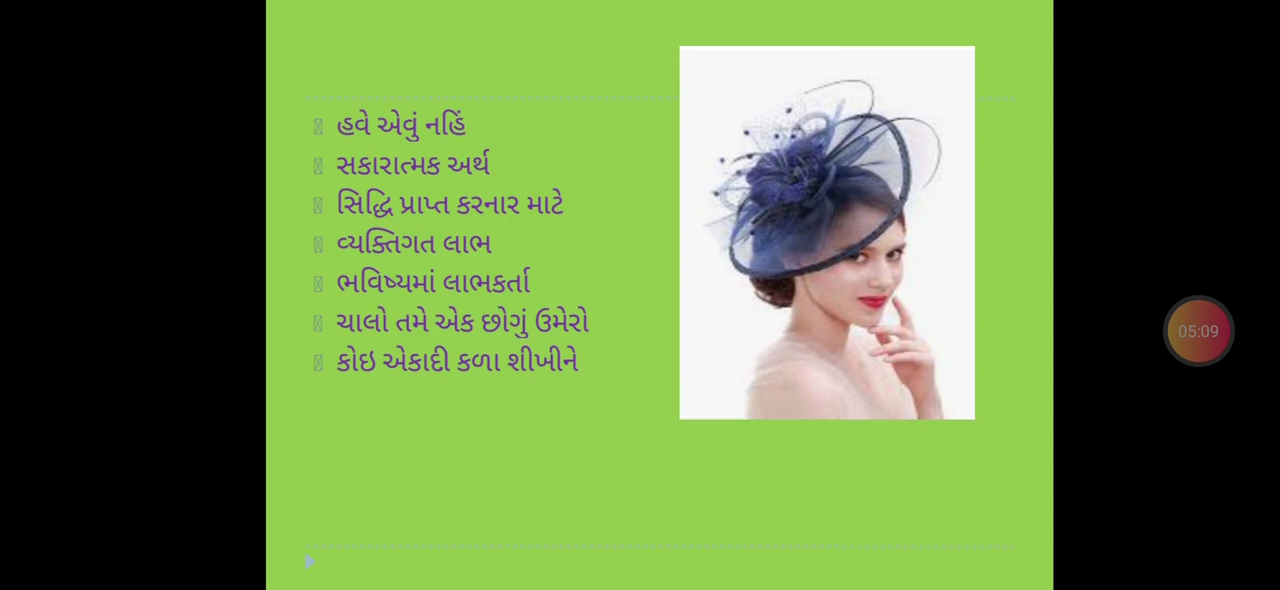 હવે એવું નહિં
સકારાત્મક અર્થ
સિદ્ધિ પ્રાપ્ત કરનાર માટે
વ્યક્તિગત લાભ
ભવિષ્યમાં લાભકર્તા
ચાલો તમે એક છોગું ઉમેરો
કોઇ એકાદી કળા શીખીને
05:09